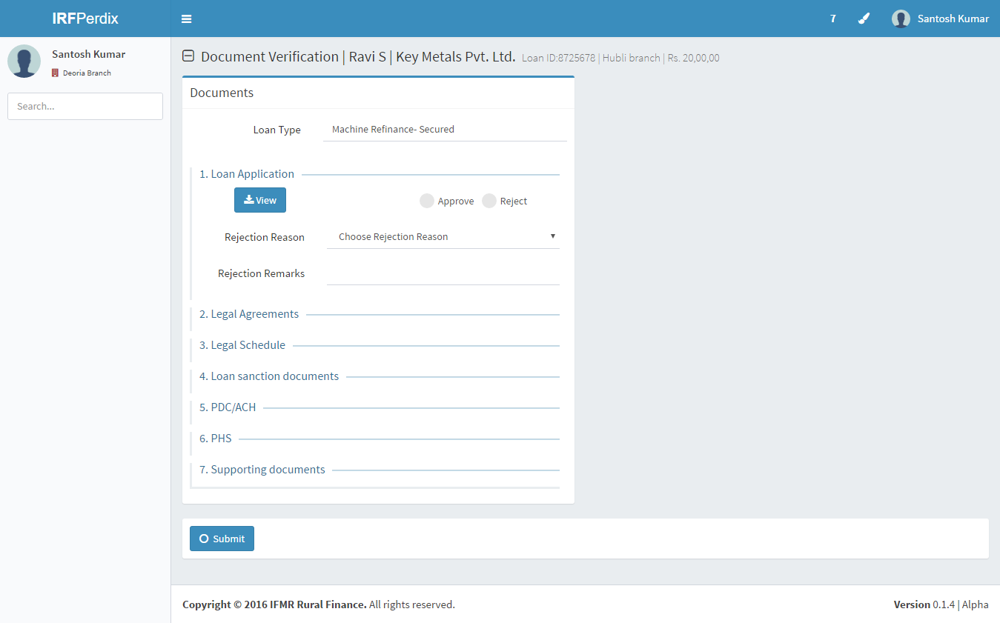 IRFPerdix
7
Santosh Kumar
Santosh Kumar
Deoria Branch
Search...
Document Verification | Ravi S | Key Metals Pvt. Ltd. Loan ID:8725678 | Hubli branch | Rs. 20,00,00
Documents
Loan Type Machine Refinance- Secured
1. Loan Application
View Approve Reject
Rejection Reason Choose Rejection Reason
Rejection Remarks
2. Legal Agreements
3. Legal Schedule
4. Loan sanction documents
5. PDC/ACH
6. PHS
7. Supporting documents
Submit
Copyright © 2016 IFMR Rural Finance. All rights reserved. Version 0.1.4 | Alpha